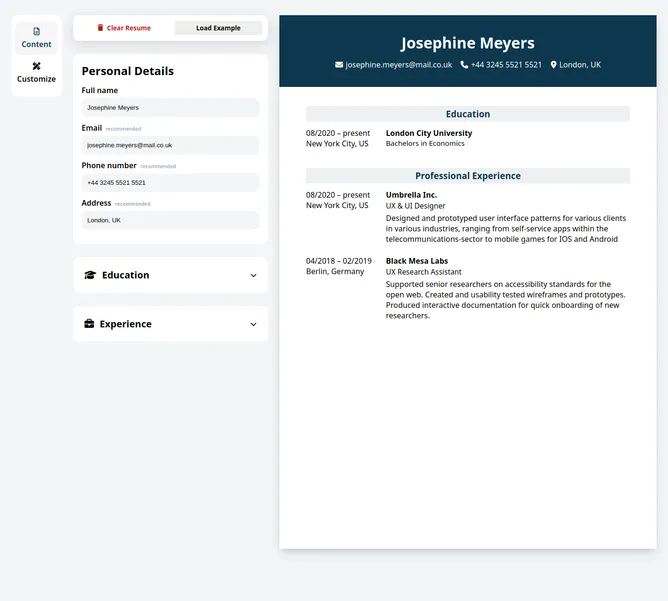 Content
Customize
Clear Resume
Load Example
Personal Details
Full name
Josephine Meyers
Email recommended
josephine.meyers@mail.co.uk
Phone number recommended
+44 3245 5521 5521
Address recommended
London, UK
Education
Experience
Josephine Meyers
josephine.meyers@mail.co.uk +44 3245 5521 5521 London, UK
Education
08/2020 – present London City University
New York City, US Bachelors in Economics
Professional Experience
08/2020 – present Umbrella Inc.
New York City, US UX & UI Designer
Designed and prototyped user interface patterns for various clients
in various industries, ranging from self-service apps within the
telecommunications-sector to mobile games for IOS and Android
04/2018 – 02/2019 Black Mesa Labs
Berlin, Germany UX Research Assistant
Supported senior researchers on accessibility standards for the
open web. Created and usability tested wireframes and prototypes.
Produced interactive documentation for quick onboarding of new
researchers.